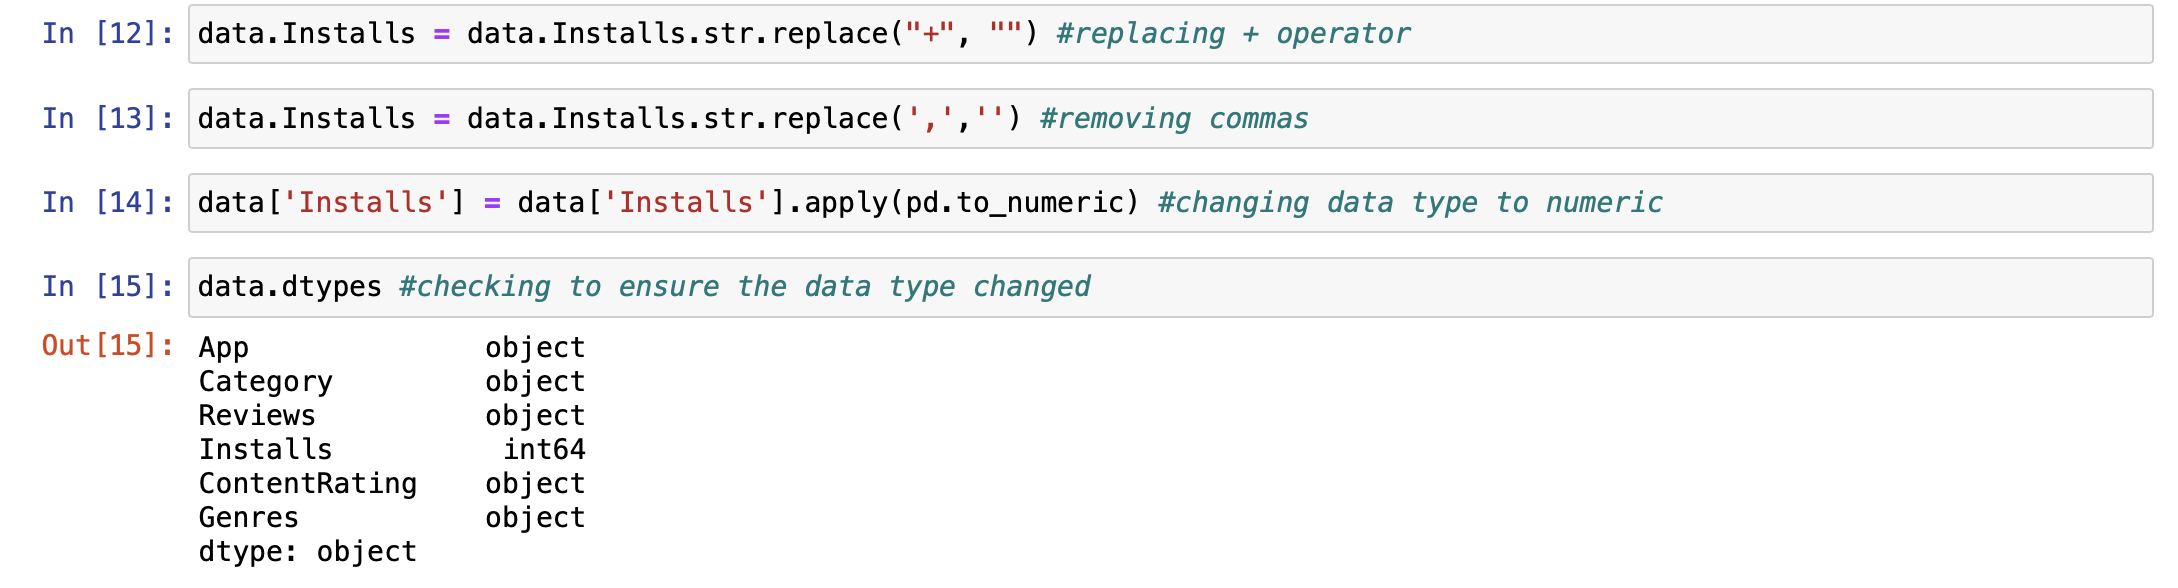 In [12]: data.Installs = data.Installs.str.replace("+", "") #replacing + operator
In [13]: data.Installs = data.Installs.str.replace(',','') #removing commas
In [14]: data['Installs'] = data['Installs'].apply(pd.to_numeric) #changing data type to numeric
In [15]: data.dtypes #checking to ensure the data type changed
Out[15]: App object
Category object
Reviews object
Installs int64
ContentRating object
Genres object
dtype: object